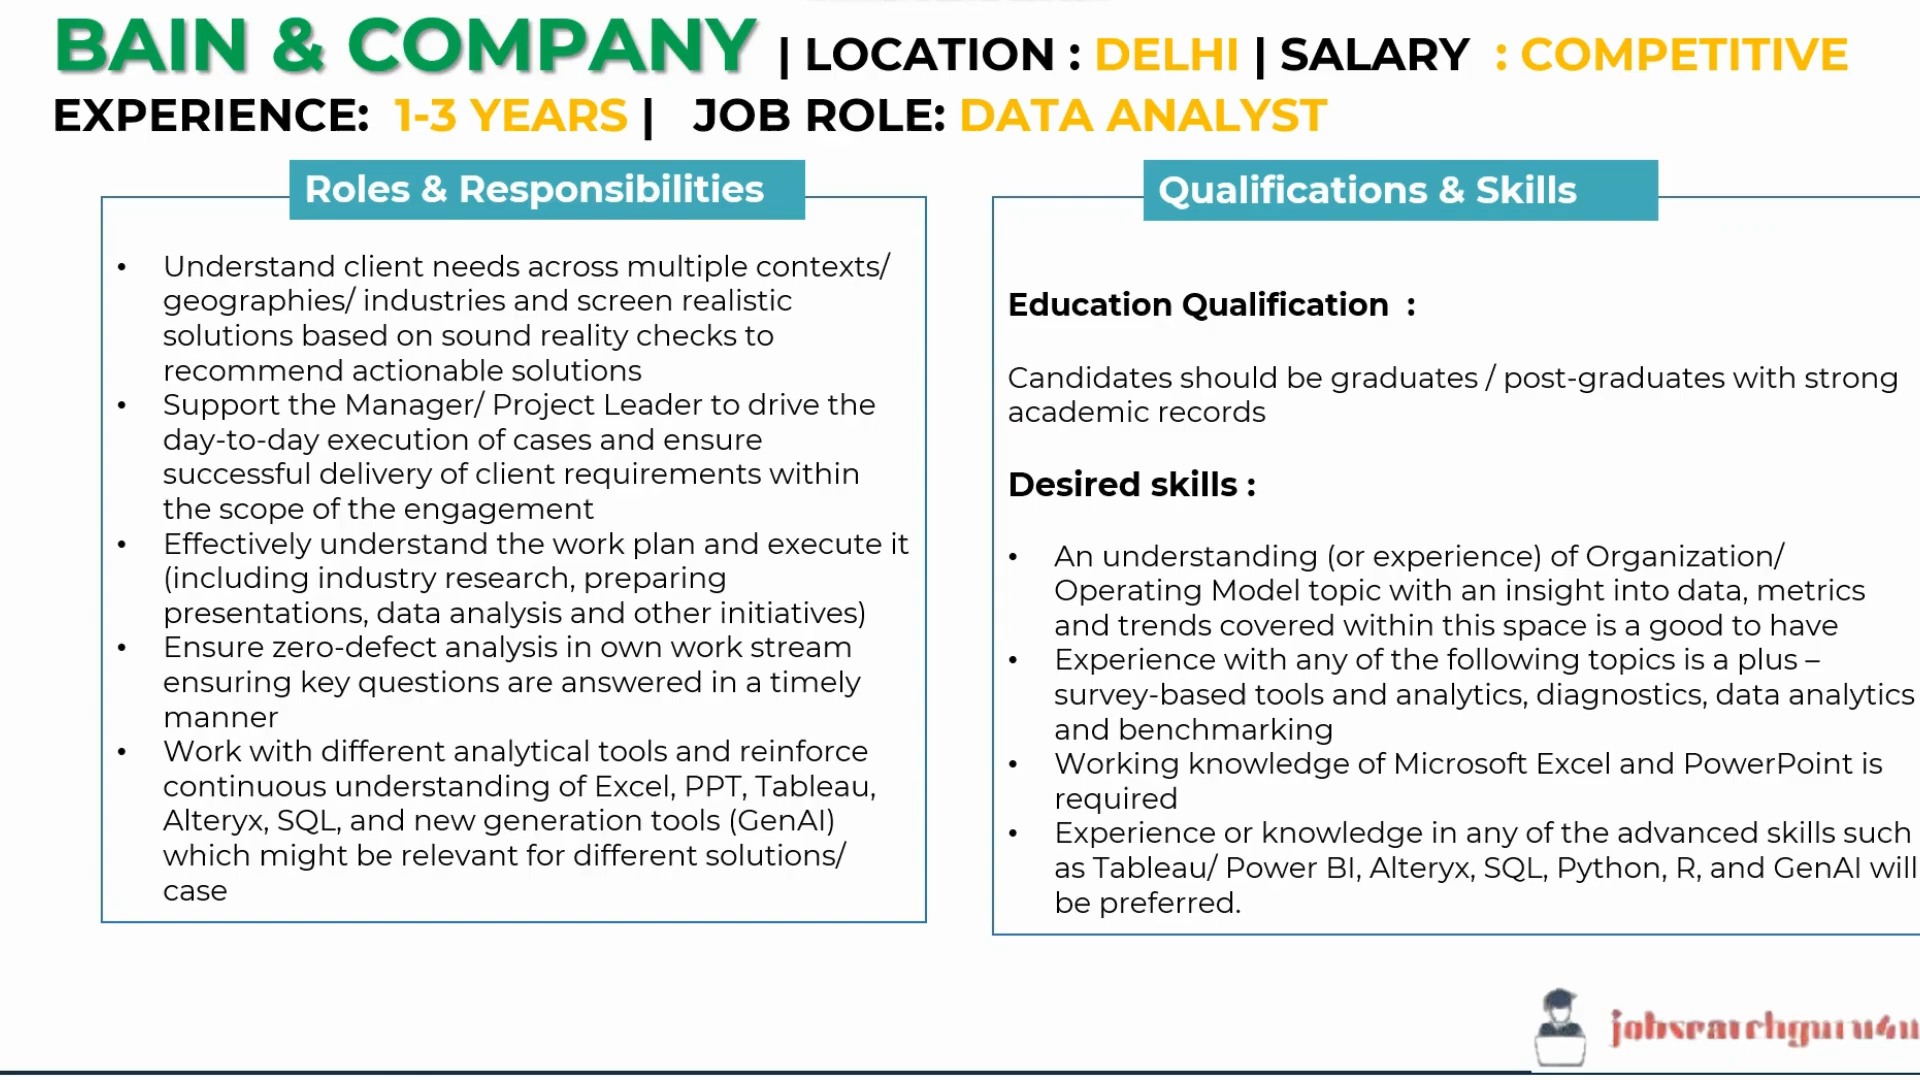 BAIN & COMPANY | LOCATION : DELHI | SALARY : COMPETITIVE
EXPERIENCE: 1-3 YEARS | JOB ROLE: DATA ANALYST
Roles & Responsibilities
• Understand client needs across multiple contexts/
geographies/ industries and screen realistic
solutions based on sound reality checks to
recommend actionable solutions
• Support the Manager/ Project Leader to drive the
day-to-day execution of cases and ensure
successful delivery of client requirements within
the scope of the engagement
• Effectively understand the work plan and execute it
(including industry research, preparing
presentations, data analysis and other initiatives)
• Ensure zero-defect analysis in own work stream
ensuring key questions are answered in a timely
manner
• Work with different analytical tools and reinforce
continuous understanding of Excel, PPT, Tableau,
Alteryx, SQL, and new generation tools (GenAI)
which might be relevant for different solutions/
case
Qualifications & Skills
Education Qualification :
Candidates should be graduates / post-graduates with strong
academic records
Desired skills :
• An understanding (or experience) of Organization/
Operating Model topic with an insight into data, metrics
and trends covered within this space is a good to have
• Experience with any of the following topics is a plus –
survey-based tools and analytics, diagnostics, data analytics
and benchmarking
• Working knowledge of Microsoft Excel and PowerPoint is
required
• Experience or knowledge in any of the advanced skills such
as Tableau/ Power BI, Alteryx, SQL, Python, R, and GenAI will
be preferred.
jobsearchguru4u